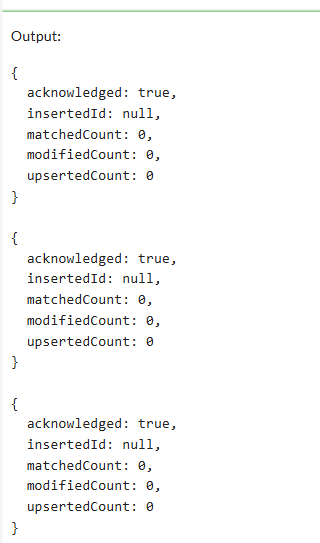 Output:
{
  acknowledged: true,
  insertedId: null,
  matchedCount: 0,
  modifiedCount: 0,
  upsertedCount: 0
}
{
  acknowledged: true,
  insertedId: null,
  matchedCount: 0,
  modifiedCount: 0,
  upsertedCount: 0
}
{
  acknowledged: true,
  insertedId: null,
  matchedCount: 0,
  modifiedCount: 0,
  upsertedCount: 0
}